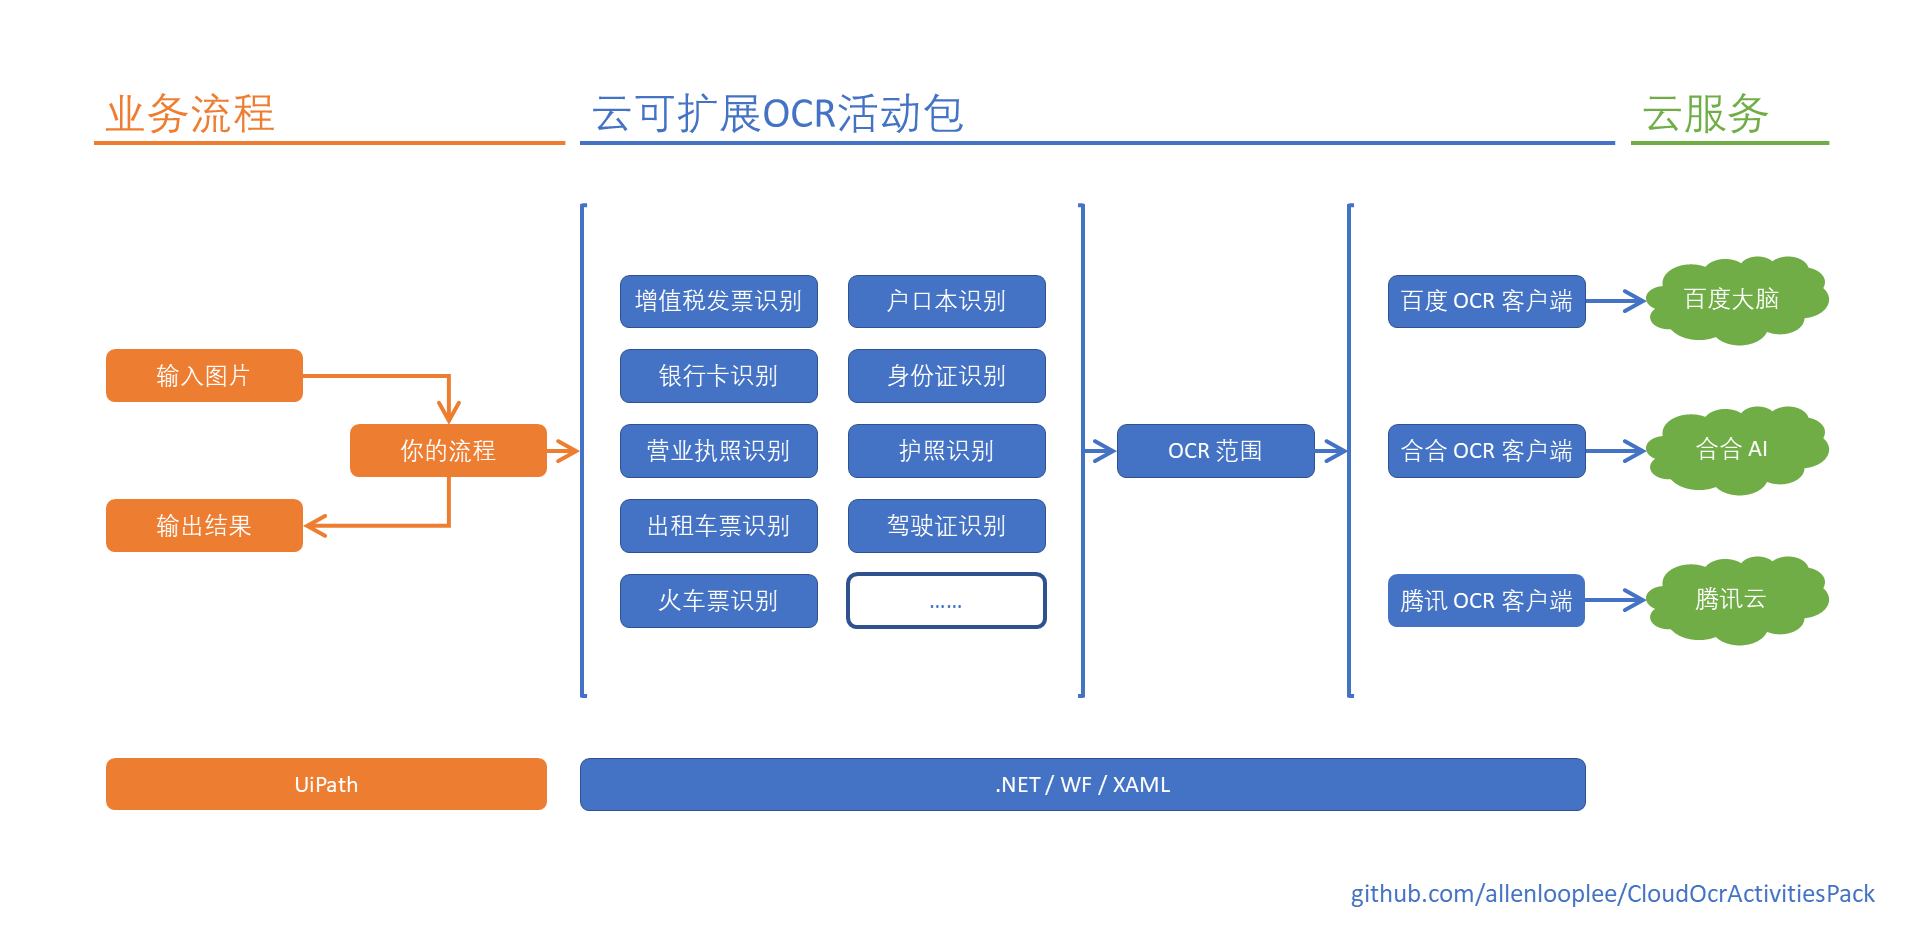 业务流程
云可扩展OCR活动包
云服务
输入图片
你的流程
输出结果
增值税发票识别
户口本识别
银行卡识别
身份证识别
营业执照识别
护照识别
出租车票识别
驾驶证识别
火车票识别
……
OCR 范围
百度 OCR 客户端
百度大脑
合合 OCR 客户端
合合 AI
腾讯 OCR 客户端
腾讯云
UiPath
.NET / WF / XAML
github.com/allenlooplee/CloudOcrActivitiesPack